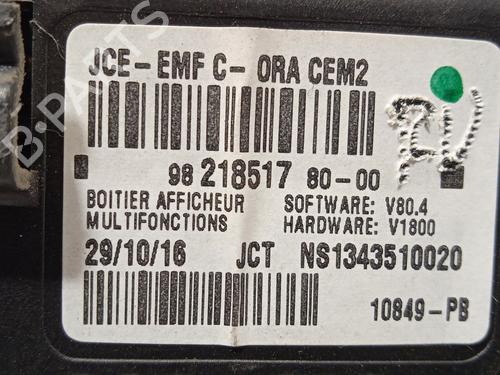 JCE-EMF C- ORA CEM2
98 218517 80-00
BOITIER AFFICHEUR
MULTIFONCTIONS
SOFTWARE: V80.4
HARDWARE: V1800
29/10/16 JCT NS1343510020
10849-PB
B-PARTS